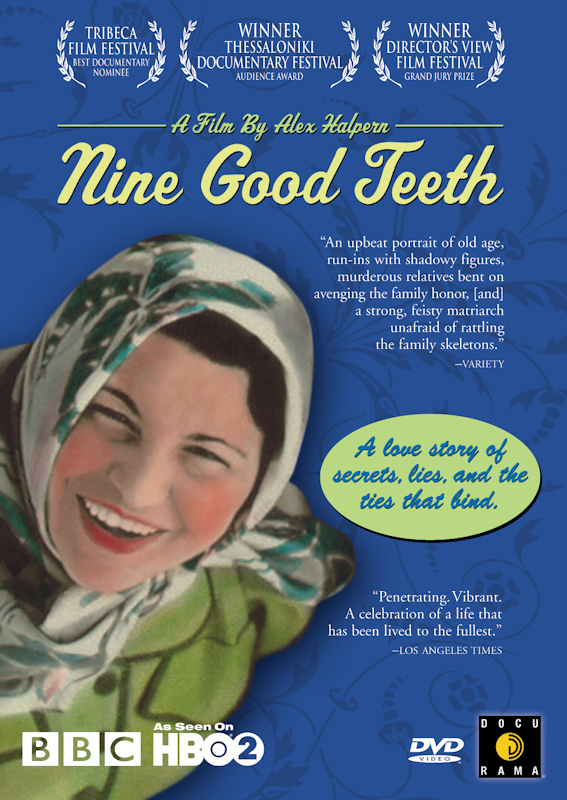 TRIBECA
FILM FESTIVAL
BEST DOCUMENTARY
NOMINEE
WINNER
THESSALONIKI
DOCUMENTARY FESTIVAL
AUDIENCE AWARD
WINNER
DIRECTOR'S VIEW
FILM FESTIVAL
GRAND JURY PRIZE
A Film By Alex Halpern
Nine Good Teeth
“An upbeat portrait of old age,
run-ins with shadowy figures,
murderous relatives bent on
avenging the family honor, [and]
a strong, feisty matriarch
unafraid of rattling
the family skeletons.”
–VARIETY
A love story of
secrets, lies, and the
ties that bind.
“Penetrating. Vibrant.
A celebration of a life that
has been lived to the fullest.”
–LOS ANGELES TIMES
BBC
As Seen On
HBO2
DVD
VIDEO
DOCU
RAMA